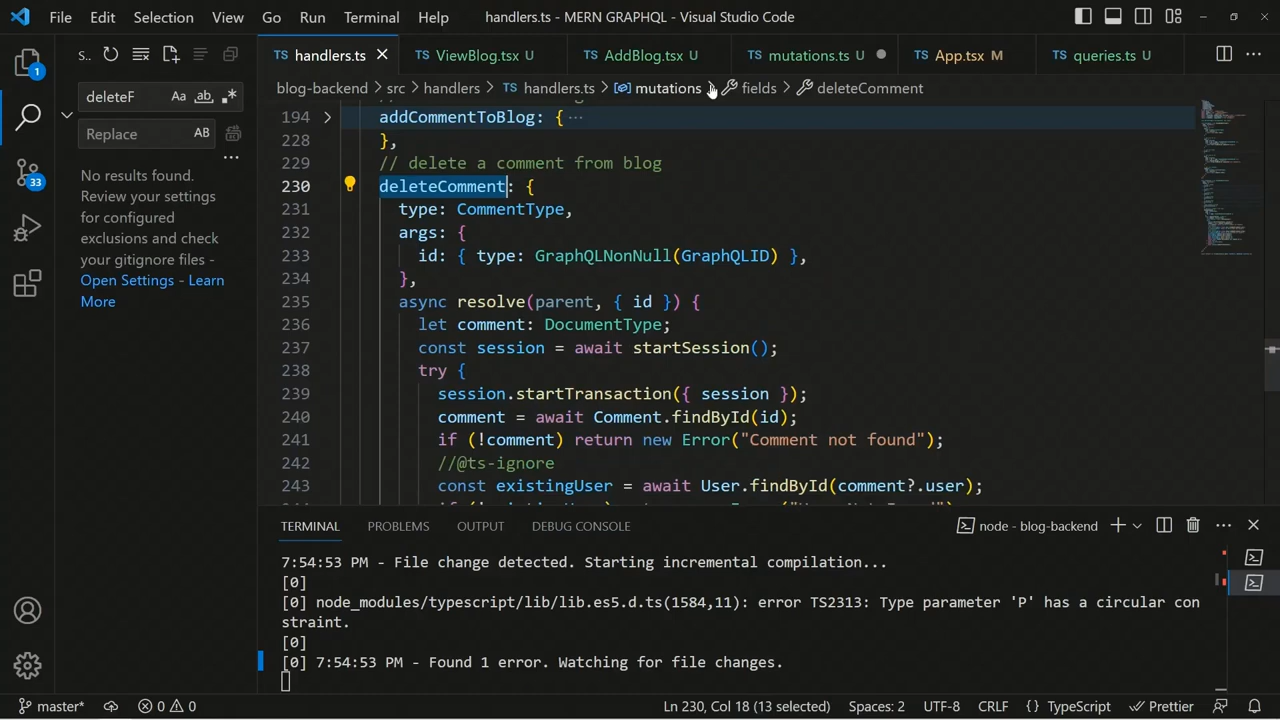 File Edit Selection View Go Run Terminal Help handlers.ts - MERN GRAPHQL - Visual Studio Code
S.. TS handlers.ts TS ViewBlog.tsx U TS AddBlog.tsx U TS mutations.ts U TS App.tsx M TS queries.ts U
1
deleteF Aa ab .*
blog-backend > src > handlers > TS handlers.ts > mutations > fields > deleteComment
Replace AB
No results found.
Review your settings
for configured
exclusions and check
your gitignore files -
Open Settings - Learn
More
33
194 addCommentToBlog: { ...
228 },
229 // delete a comment from blog
230 deleteComment: {
231 type: CommentType,
232 args: {
233 id: { type: GraphQLNonNull(GraphQLID) },
234 },
235 async resolve(parent, { id }) {
236 let comment: DocumentType;
237 const session = await startSession();
238 try {
239 session.startTransaction({ session });
240 comment = await Comment.findById(id);
241 if (!comment) return new Error("Comment not found");
242 //@ts-ignore
243 const existingUser = await User.findById(comment?.user);
TERMINAL PROBLEMS OUTPUT DEBUG CONSOLE node - blog-backend
7:54:53 PM - File change detected. Starting incremental compilation...
[0]
[0] node_modules/typescript/lib/lib.es5.d.ts(1584,11): error TS2313: Type parameter 'P' has a circular con
straint.
[0]
[0] 7:54:53 PM - Found 1 error. Watching for file changes.
master* 0 0 Ln 230, Col 18 (13 selected) Spaces: 2 UTF-8 CRLF { } TypeScript Prettier